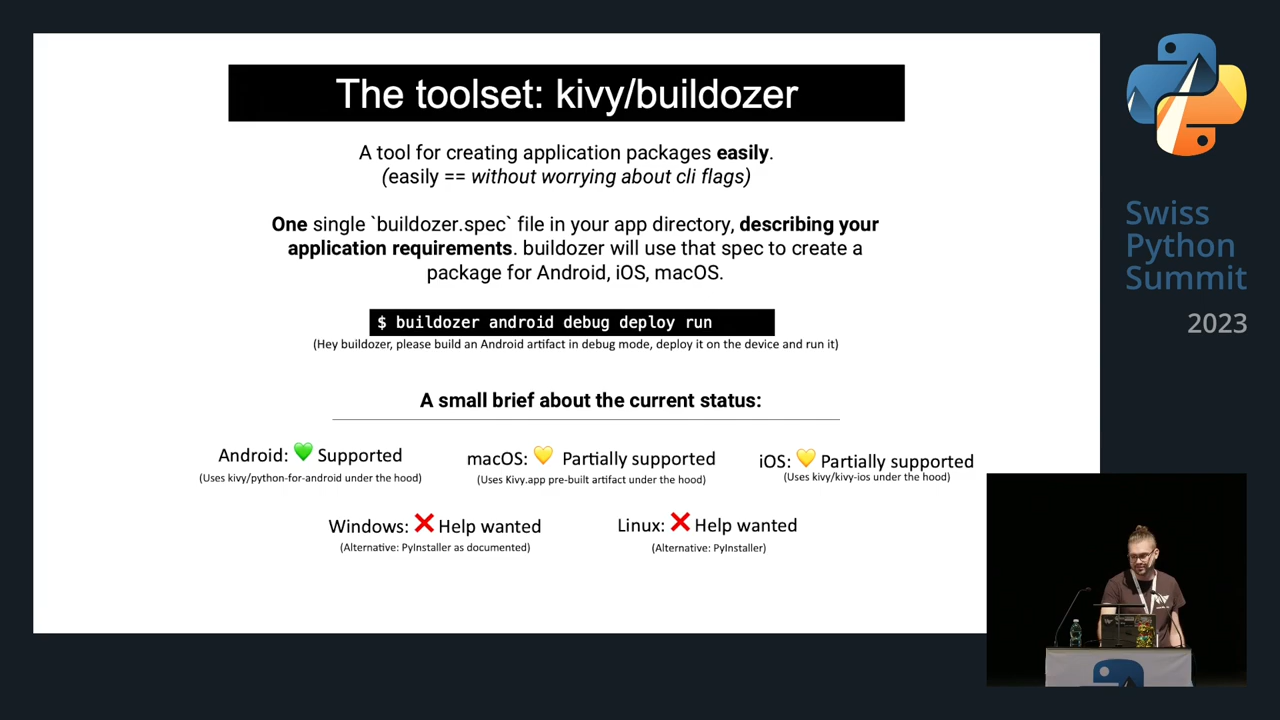 The toolset: kivy/buildozer
A tool for creating application packages easily.
(easily == without worrying about cli flags)
One single `buildozer.spec` file in your app directory, describing your
application requirements. buildozer will use that spec to create a
package for Android, iOS, macOS.
$ buildozer android debug deploy run
(Hey buildozer, please build an Android artifact in debug mode, deploy it on the device and run it)
A small brief about the current status:
Android: 💚 Supported
(Uses kivy/python-for-android under the hood)
macOS: 💛 Partially supported
(Uses Kivy.app pre-built artifact under the hood)
iOS: 💛 Partially supported
(Uses kivy/kivy-ios under the hood)
Windows: ❌ Help wanted
(Alternative: PyInstaller as documented)
Linux: ❌ Help wanted
(Alternative: PyInstaller)
Swiss
Python
Summit
2023